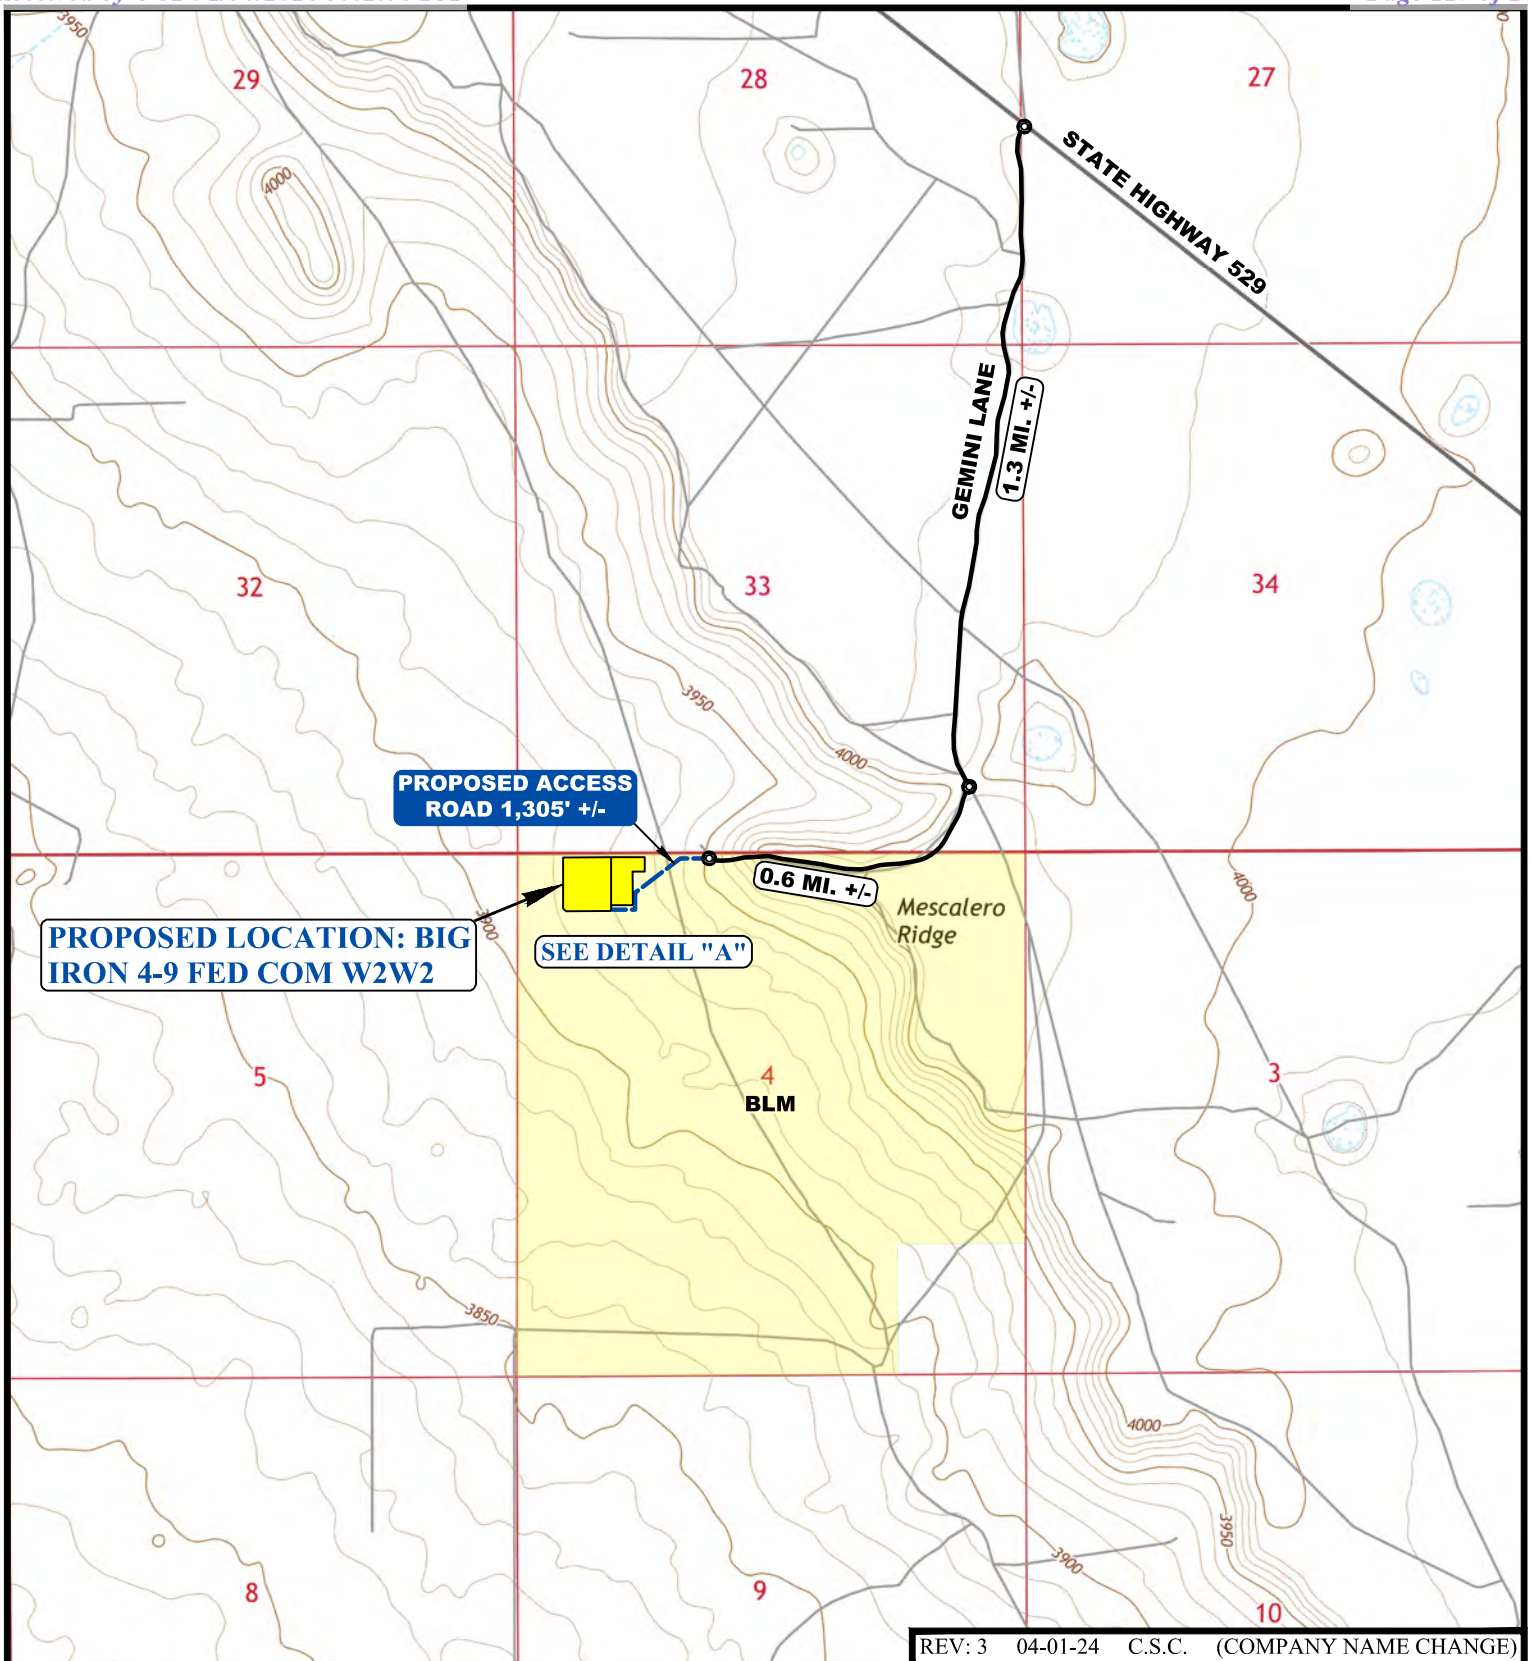 29
28
27
3950
4000
STATE HIGHWAY 529
GEMINI LANE
1.3 MI. +/-
32
33
34
3950
4000
PROPOSED ACCESS
ROAD 1,305' +/-
0.6 MI. +/-
4000
Mescalero
Ridge
3900
PROPOSED LOCATION: BIG
IRON 4-9 FED COM W2W2
SEE DETAIL "A"
5
4
BLM
3
3850
4000
3950
3900
8
9
10
REV: 3 04-01-24 C.S.C. (COMPANY NAME CHANGE)